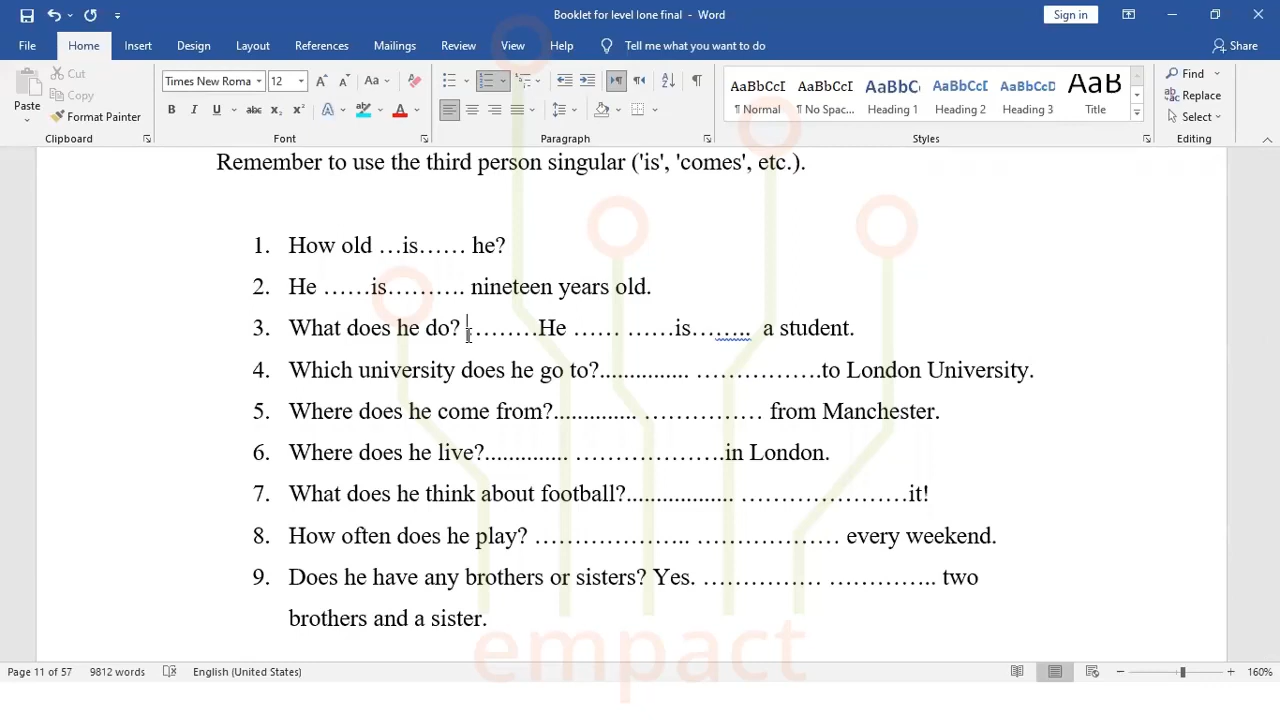 Booklet for level lone final - Word
Sign in
File Home Insert Design Layout References Mailings Review View Help Tell me what you want to do Share
Cut
Copy
Paste
Format Painter
Clipboard
Times New Roma 12
Font
Paragraph
AaBbCcI AaBbCcI AaBbCc AaBbCcD AaBbCcD AaB
¶ Normal ¶ No Spac... Heading 1 Heading 2 Heading 3 Title
Styles
Find
Replace
Select
Editing
Remember to use the third person singular ('is', 'comes', etc.).
1. How old …is…… he?
2. He ……is………. nineteen years old.
3. What does he do? ………He …… ……is…….. a student.
4. Which university does he go to?............... …………….to London University.
5. Where does he come from?.............. …………… from Manchester.
6. Where does he live?.............. ……………….in London.
7. What does he think about football?.................. …………………it!
8. How often does he play? ……………….. ……………… every weekend.
9. Does he have any brothers or sisters? Yes. …………… ………….. two
brothers and a sister.
empact
Page 11 of 57 9812 words English (United States) 160%